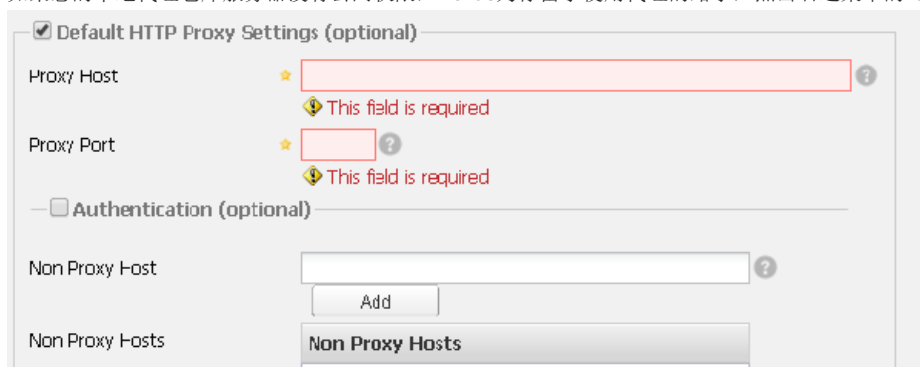 Default HTTP Proxy Settings (optional)
Proxy Host
This field is required
Proxy Port
This field is required
Authentication (optional)
Non Proxy Host
Add
Non Proxy Hosts
Non Proxy Hosts